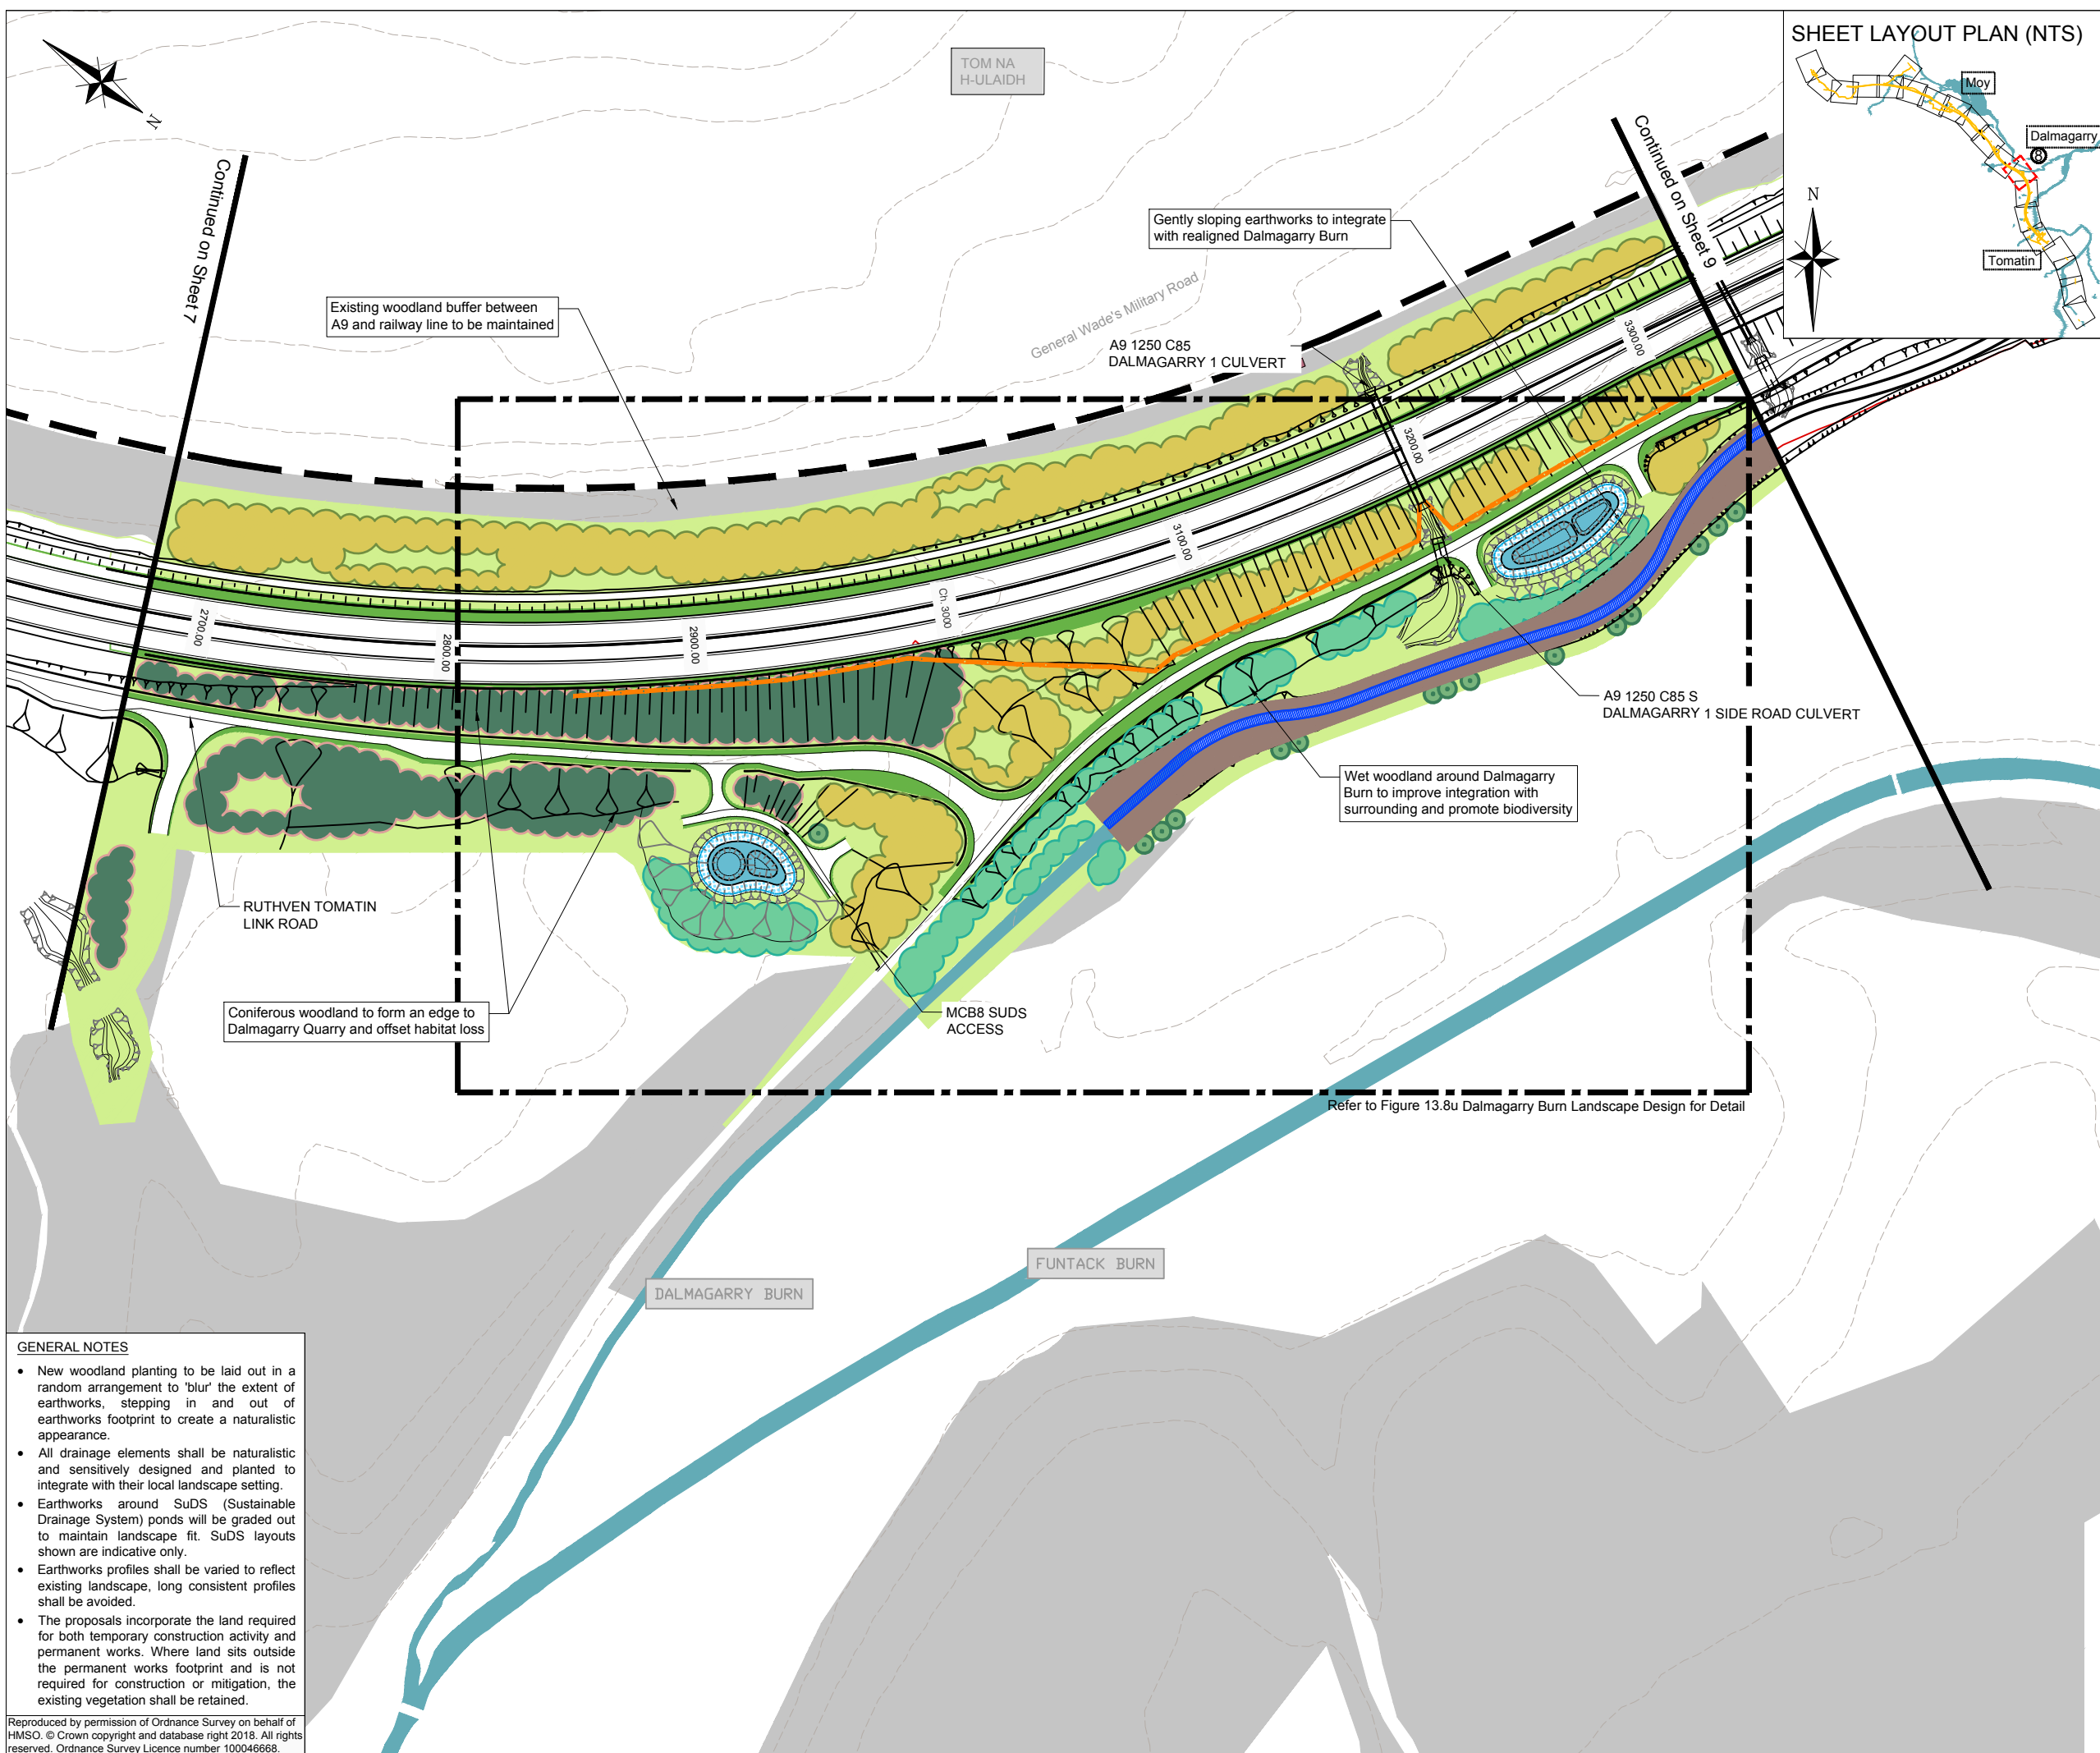 SHEET LAYOUT PLAN (NTS)
Moy
Dalmagarry
8
N
Tomatin
N
TOM NA
H-ULAIDH
Continued on Sheet 7
Continued on Sheet 9
Gently sloping earthworks to integrate
with realigned Dalmagarry Burn
Existing woodland buffer between
A9 and railway line to be maintained
General Wade's Military Road
A9 1250 C85
DALMAGARRY 1 CULVERT
2700.00
2800.00
2900.00
Ch.3000
3100.00
3200.00
3300.00
A9 1250 C85 S
DALMAGARRY 1 SIDE ROAD CULVERT
Wet woodland around Dalmagarry
Burn to improve integration with
surrounding and promote biodiversity
RUTHVEN TOMATIN
LINK ROAD
Coniferous woodland to form an edge to
Dalmagarry Quarry and offset habitat loss
MCB8 SUDS
ACCESS
Refer to Figure 13.8u Dalmagarry Burn Landscape Design for Detail
FUNTACK BURN
DALMAGARRY BURN
GENERAL NOTES
• New woodland planting to be laid out in a
random arrangement to 'blur' the extent of
earthworks, stepping in and out of
earthworks footprint to create a naturalistic
appearance.
• All drainage elements shall be naturalistic
and sensitively designed and planted to
integrate with their local landscape setting.
• Earthworks around SuDS (Sustainable
Drainage System) ponds will be graded out
to maintain landscape fit. SuDS layouts
shown are indicative only.
• Earthworks profiles shall be varied to reflect
existing landscape, long consistent profiles
shall be avoided.
• The proposals incorporate the land required
for both temporary construction activity and
permanent works. Where land sits outside
the permanent works footprint and is not
required for construction or mitigation, the
existing vegetation shall be retained.
Reproduced by permission of Ordnance Survey on behalf of
HMSO. © Crown copyright and database right 2018. All rights
reserved. Ordnance Survey Licence number 100046668.